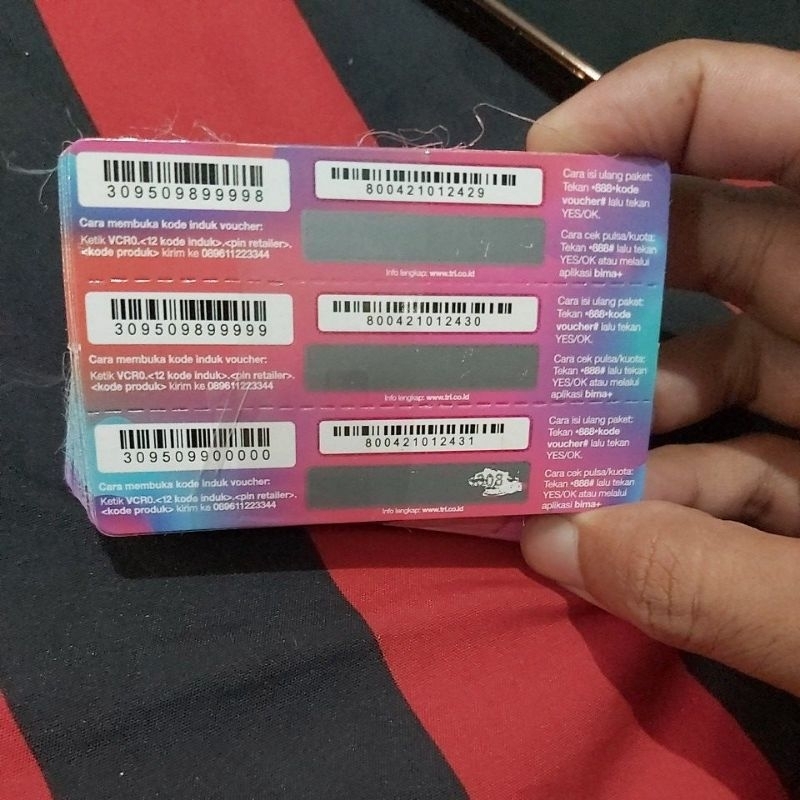 309509899998
Cara membuka kode induk voucher:
Ketik VCR0.<12 kode induk>.<pin retailer>.
<kode produk> kirim ke 089611223344
800421012429
Info lengkap: www.tri.co.id
Cara isi ulang paket:
Tekan *888*kode
voucher# lalu tekan
YES/OK.
Cara cek pulsa/kuota:
Tekan *888# lalu tekan
YES/OK atau melalui
aplikasi bima+
309509899999
Cara membuka kode induk voucher:
Ketik VCR0.<12 kode induk>.<pin retailer>.
<kode produk> kirim ke 089611223344
800421012430
Info lengkap: www.tri.co.id
Cara isi ulang paket:
Tekan *888*kode
voucher# lalu tekan
YES/OK.
Cara cek pulsa/kuota:
Tekan *888# lalu tekan
YES/OK atau melalui
aplikasi bima+
309509900000
Cara membuka kode induk voucher:
Ketik VCR0.<12 kode induk>.<pin retailer>.
<kode produk> kirim ke 089611223344
800421012431
Info lengkap: www.tri.co.id
Cara isi ulang paket:
Tekan *888*kode
voucher# lalu tekan
YES/OK.
Cara cek pulsa/kuota:
Tekan *888# lalu tekan
YES/OK atau melalui
aplikasi bima+